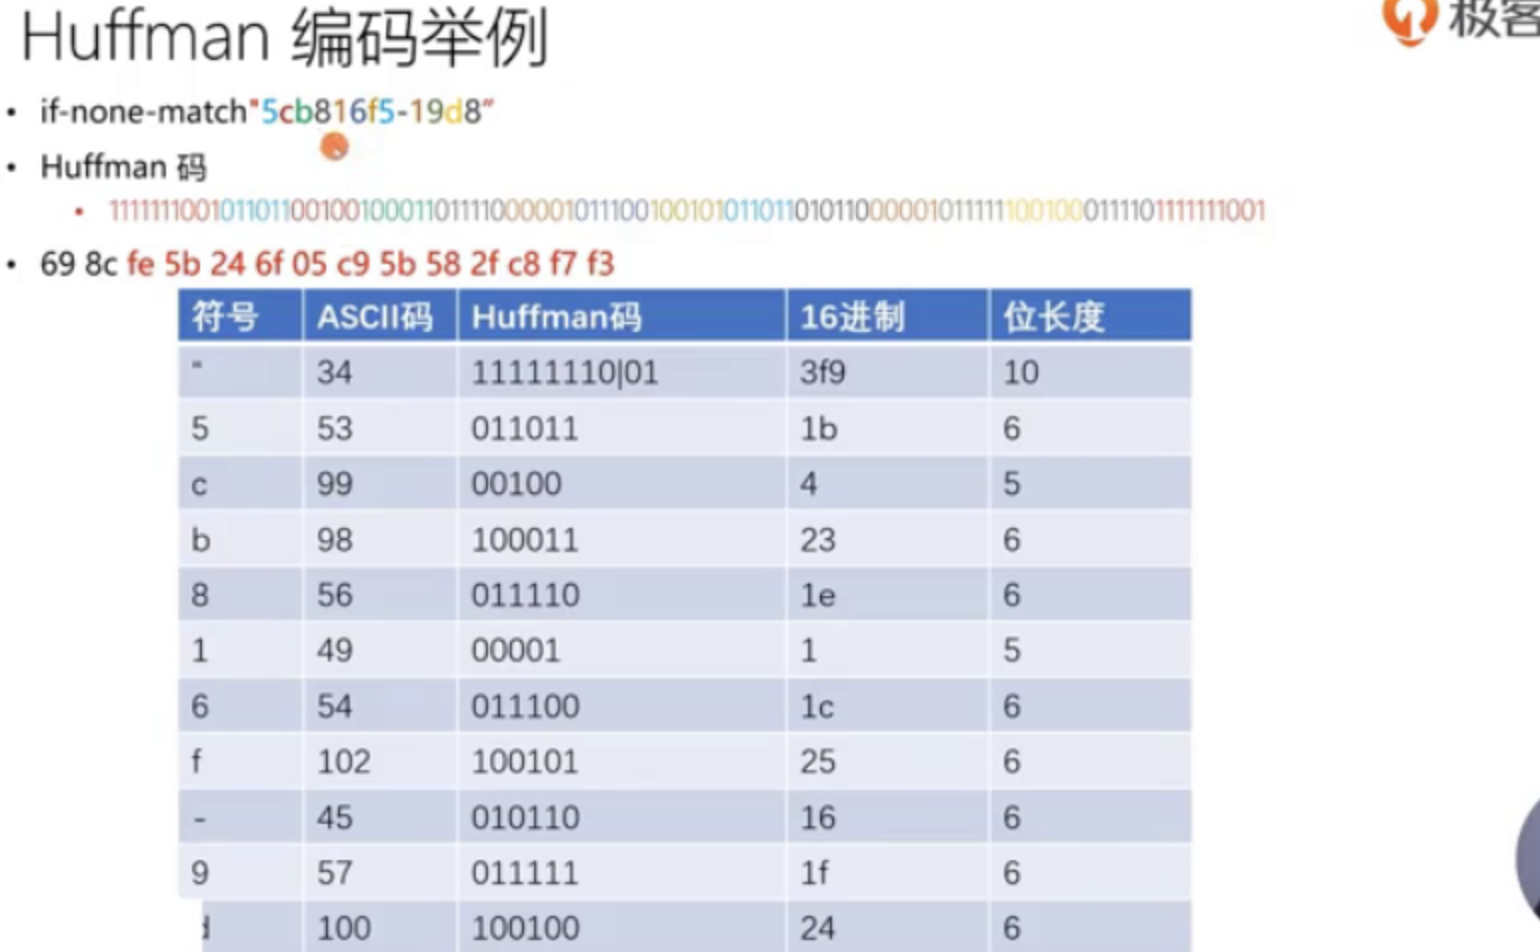 Huffman 编码举例
极客
• if-none-match"5cb816f5-19d8"
• Huffman 码
• 11111110010110110010010001101111000001011100100101011011010110000010111111001000111101111111001
• 69 8c fe 5b 24 6f 05 c9 5b 58 2f c8 f7 f3
符号 ASCII码 Huffman码 16进制 位长度
" 34 11111110|01 3f9 10
5 53 011011 1b 6
c 99 00100 4 5
b 98 100011 23 6
8 56 011110 1e 6
1 49 00001 1 5
6 54 011100 1c 6
f 102 100101 25 6
- 45 010110 16 6
9 57 011111 1f 6
d 100 100100 24 6